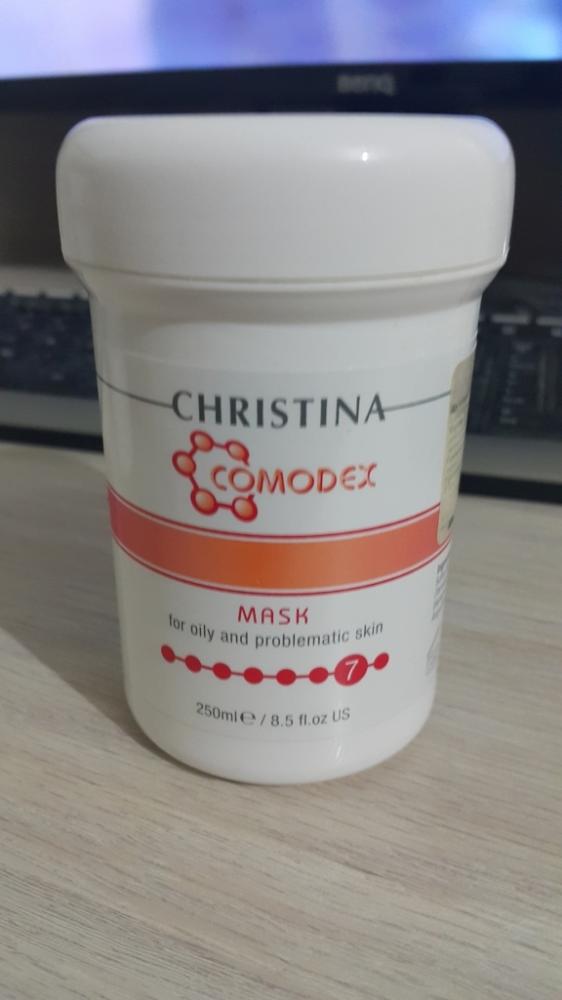 BenQ
CHRISTINA
COMODEX
MASK
for oily and problematic skin
7
250ml ℮ / 8.5 fl.oz US